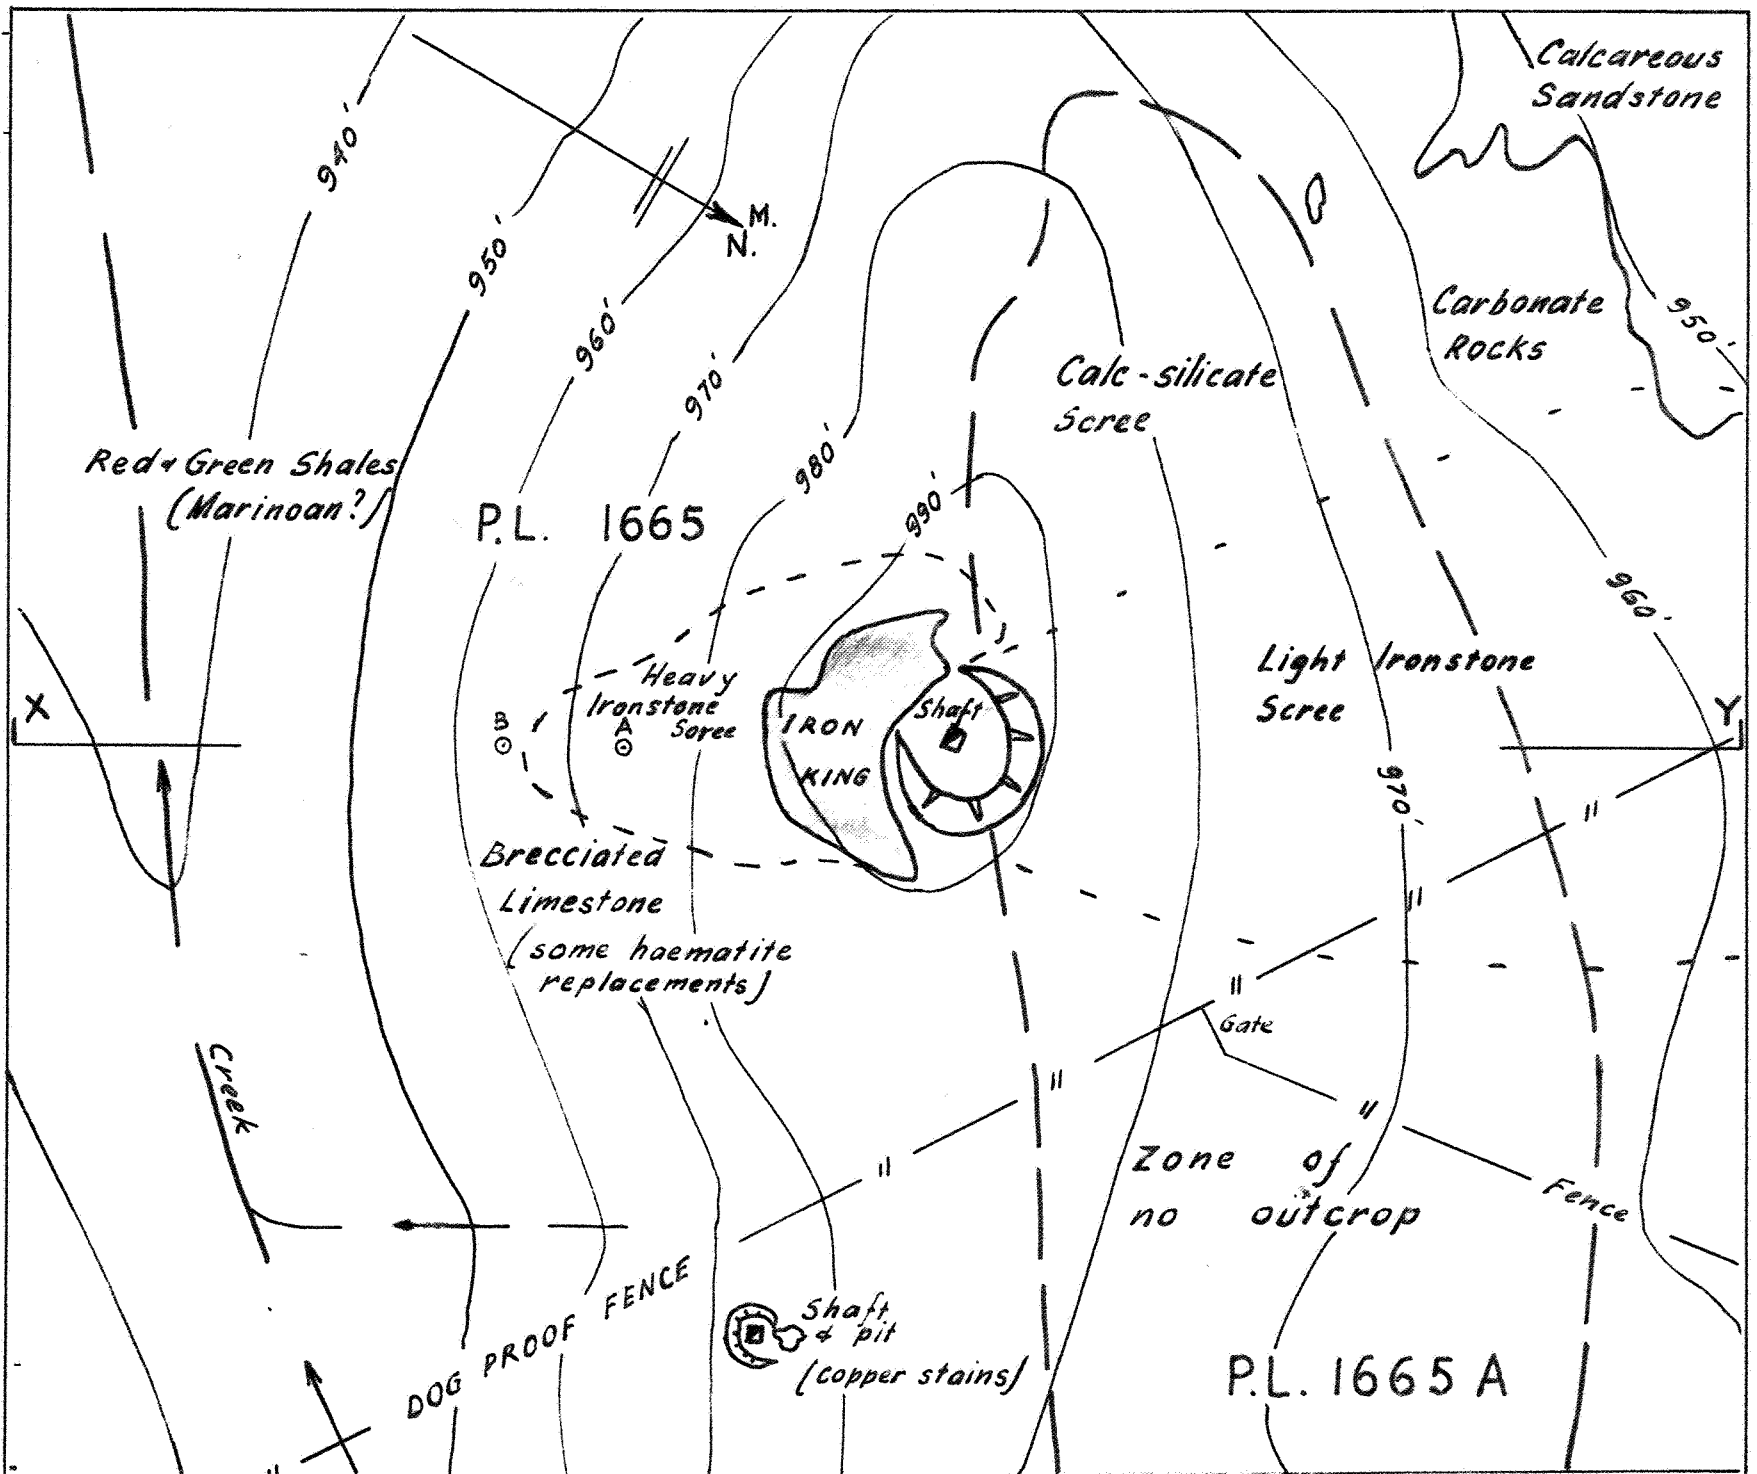 Calcareous
Sandstone
940'
M.
N.
950'
960'
970'
980'
990'
Carbonate
Rocks
950'
Calc-silicate
Scree
Red & Green Shales
(Marinoan?)
P.L. 1665
960'
Heavy
Ironstone
Scree
B
A
IRON
KING
Shaft
Light Ironstone
Scree
X
Y
970'
Brecciated
Limestone
(some haematite
replacements)
Gate
Creek
Zone of
no outcrop
Fence
DOG PROOF FENCE
Shaft
& pit
(copper stains)
P.L. 1665 A